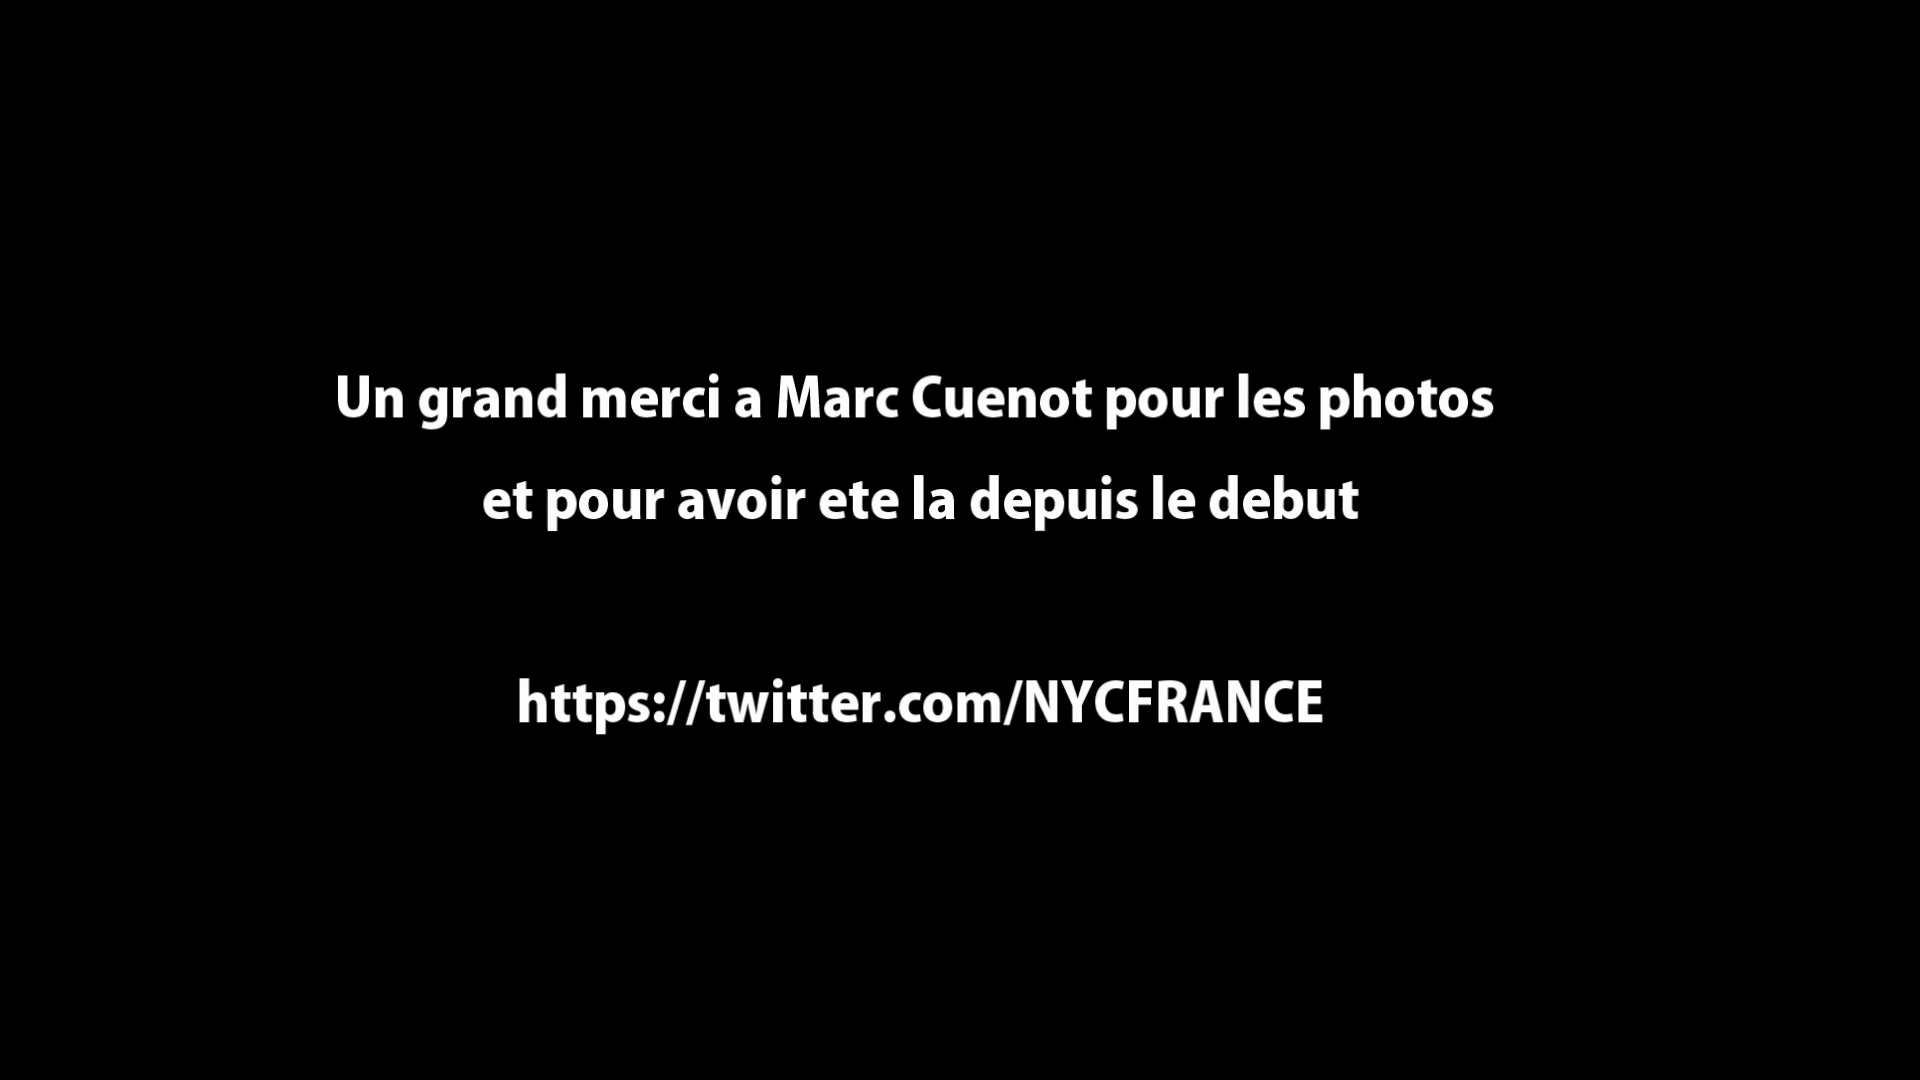 Un grand merci a Marc Cuenot pour les photos
et pour avoir ete la depuis le debut
https://twitter.com/NYCFRANCE